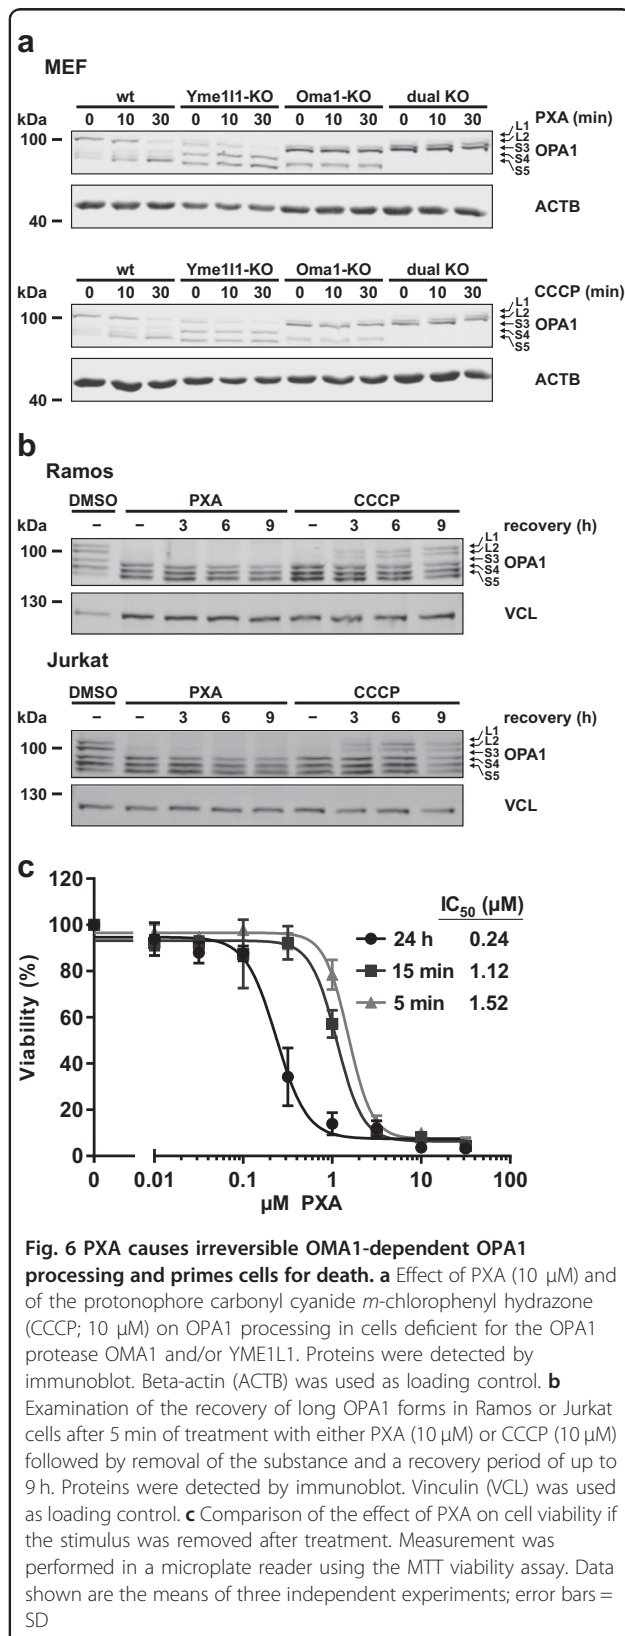 a
MEF
wt Yme1l1-KO Oma1-KO dual KO
kDa 0 10 30 0 10 30 0 10 30 0 10 30 PXA (min)
100
L1
L2
S3
S4
S5
OPA1
40
ACTB
wt Yme1l1-KO Oma1-KO dual KO
kDa 0 10 30 0 10 30 0 10 30 0 10 30 CCCP (min)
100
L1
L2
S3
S4
S5
OPA1
40
ACTB
b
Ramos
DMSO PXA CCCP
kDa – – 3 6 9 – 3 6 9 recovery (h)
100
L1
L2
S3
S4
S5
OPA1
130
VCL
Jurkat
DMSO PXA CCCP
kDa – – 3 6 9 – 3 6 9 recovery (h)
100
L1
L2
S3
S4
S5
OPA1
130
VCL
c
Viability (%)
120
100
80
60
40
20
0
0 0.01 0.1 1 10 100
µM PXA
IC50 (µM)
24 h 0.24
15 min 1.12
5 min 1.52
Fig. 6 PXA causes irreversible OMA1-dependent OPA1
processing and primes cells for death. a Effect of PXA (10 µM) and
of the protonophore carbonyl cyanide m-chlorophenyl hydrazone
(CCCP; 10 µM) on OPA1 processing in cells deficient for the OPA1
protease OMA1 and/or YME1L1. Proteins were detected by
immunoblot. Beta-actin (ACTB) was used as loading control. b
Examination of the recovery of long OPA1 forms in Ramos or Jurkat
cells after 5 min of treatment with either PXA (10 µM) or CCCP (10 µM)
followed by removal of the substance and a recovery period of up to
9 h. Proteins were detected by immunoblot. Vinculin (VCL) was used
as loading control. c Comparison of the effect of PXA on cell viability if
the stimulus was removed after treatment. Measurement was
performed in a microplate reader using the MTT viability assay. Data
shown are the means of three independent experiments; error bars =
SD